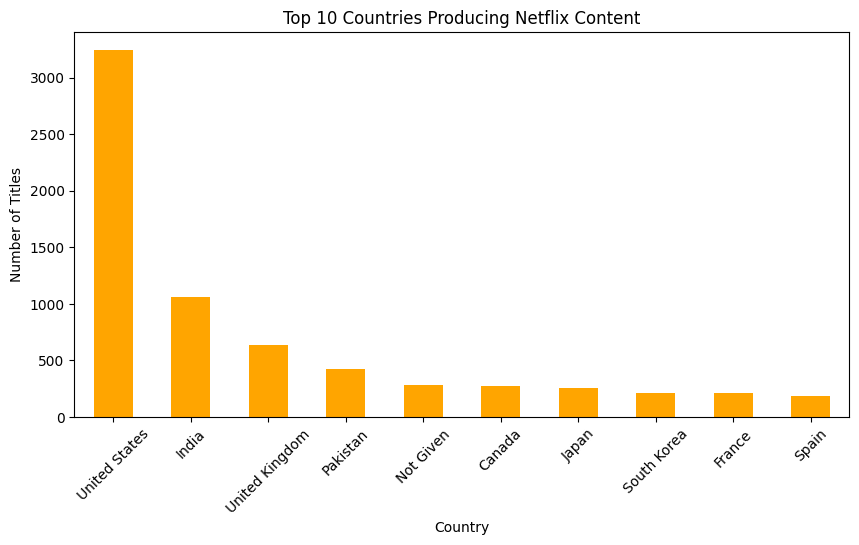 Top 10 Countries Producing Netflix Content
Number of Titles
3000
2500
2000
1500
1000
500
0
United States
India
United Kingdom
Pakistan
Not Given
Canada
Japan
South Korea
France
Spain
Country